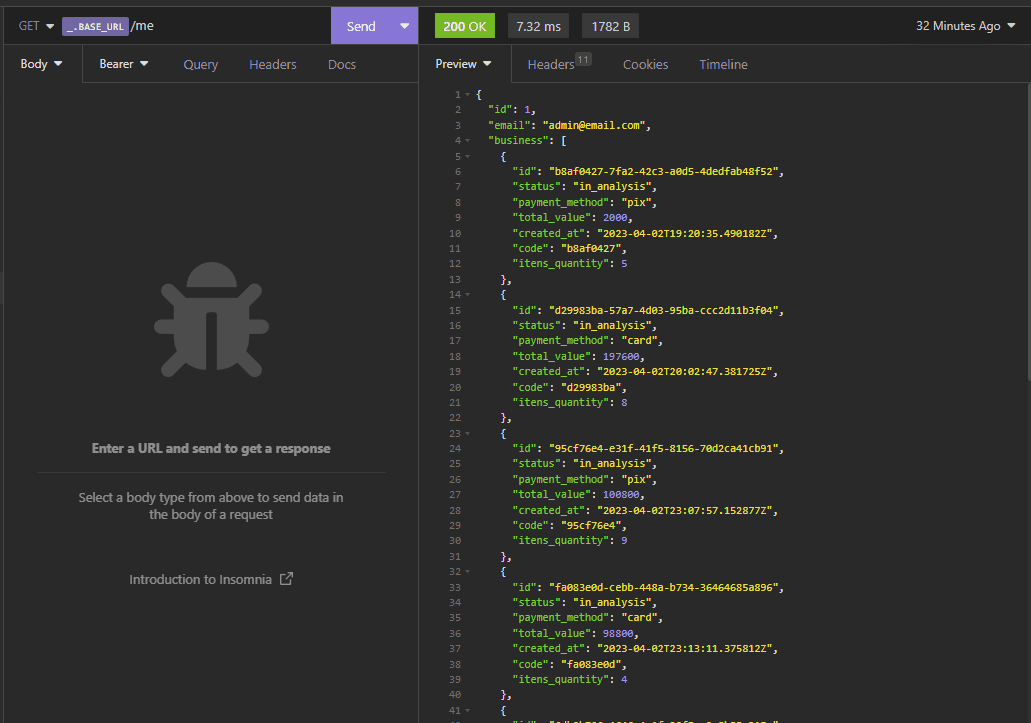 GET _.BASE_URL /me Send 200 OK 7.32 ms 1782 B 32 Minutes Ago
Body Bearer Query Headers Docs Preview Headers 11 Cookies Timeline
Enter a URL and send to get a response
Select a body type from above to send data in
the body of a request
Introduction to Insomnia
1 {
2 "id": 1,
3 "email": "admin@email.com",
4 "business": [
5 {
6 "id": "b8af0427-7fa2-42c3-a0d5-4dedfab48f52",
7 "status": "in_analysis",
8 "payment_method": "pix",
9 "total_value": 2000,
10 "created_at": "2023-04-02T19:20:35.490182Z",
11 "code": "b8af0427",
12 "itens_quantity": 5
13 },
14 {
15 "id": "d29983ba-57a7-4d03-95ba-ccc2d11b3f04",
16 "status": "in_analysis",
17 "payment_method": "card",
18 "total_value": 197600,
19 "created_at": "2023-04-02T20:02:47.381725Z",
20 "code": "d29983ba",
21 "itens_quantity": 8
22 },
23 {
24 "id": "95cf76e4-e31f-41f5-8156-70d2ca41cb91",
25 "status": "in_analysis",
26 "payment_method": "pix",
27 "total_value": 100800,
28 "created_at": "2023-04-02T23:07:57.152877Z",
29 "code": "95cf76e4",
30 "itens_quantity": 9
31 },
32 {
33 "id": "fa083e0d-cebb-448a-b734-36464685a896",
34 "status": "in_analysis",
35 "payment_method": "card",
36 "total_value": 98800,
37 "created_at": "2023-04-02T23:13:11.375812Z",
38 "code": "fa083e0d",
39 "itens_quantity": 4
40 },
41 {